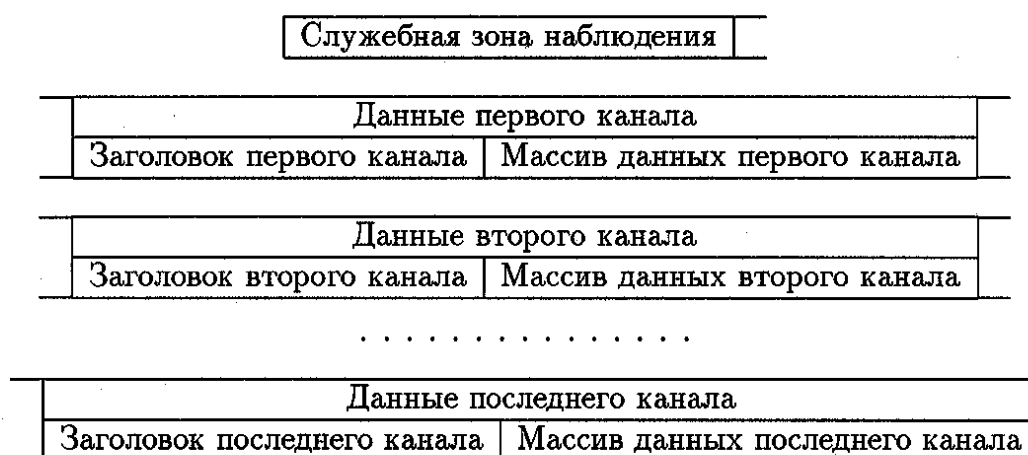 Служебная зона наблюдения
Данные первого канала
Заголовок первого канала Массив данных первого канала
Данные второго канала
Заголовок второго канала Массив данных второго канала
. . . . . . . . . . . . . . .
Данные последнего канала
Заголовок последнего канала Массив данных последнего канала